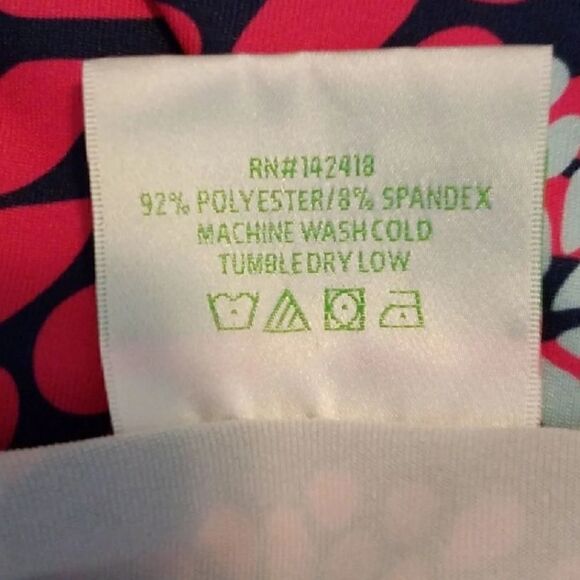 RN#142418
92% POLYESTER/8% SPANDEX
MACHINE WASH COLD
TUMBLE DRY LOW